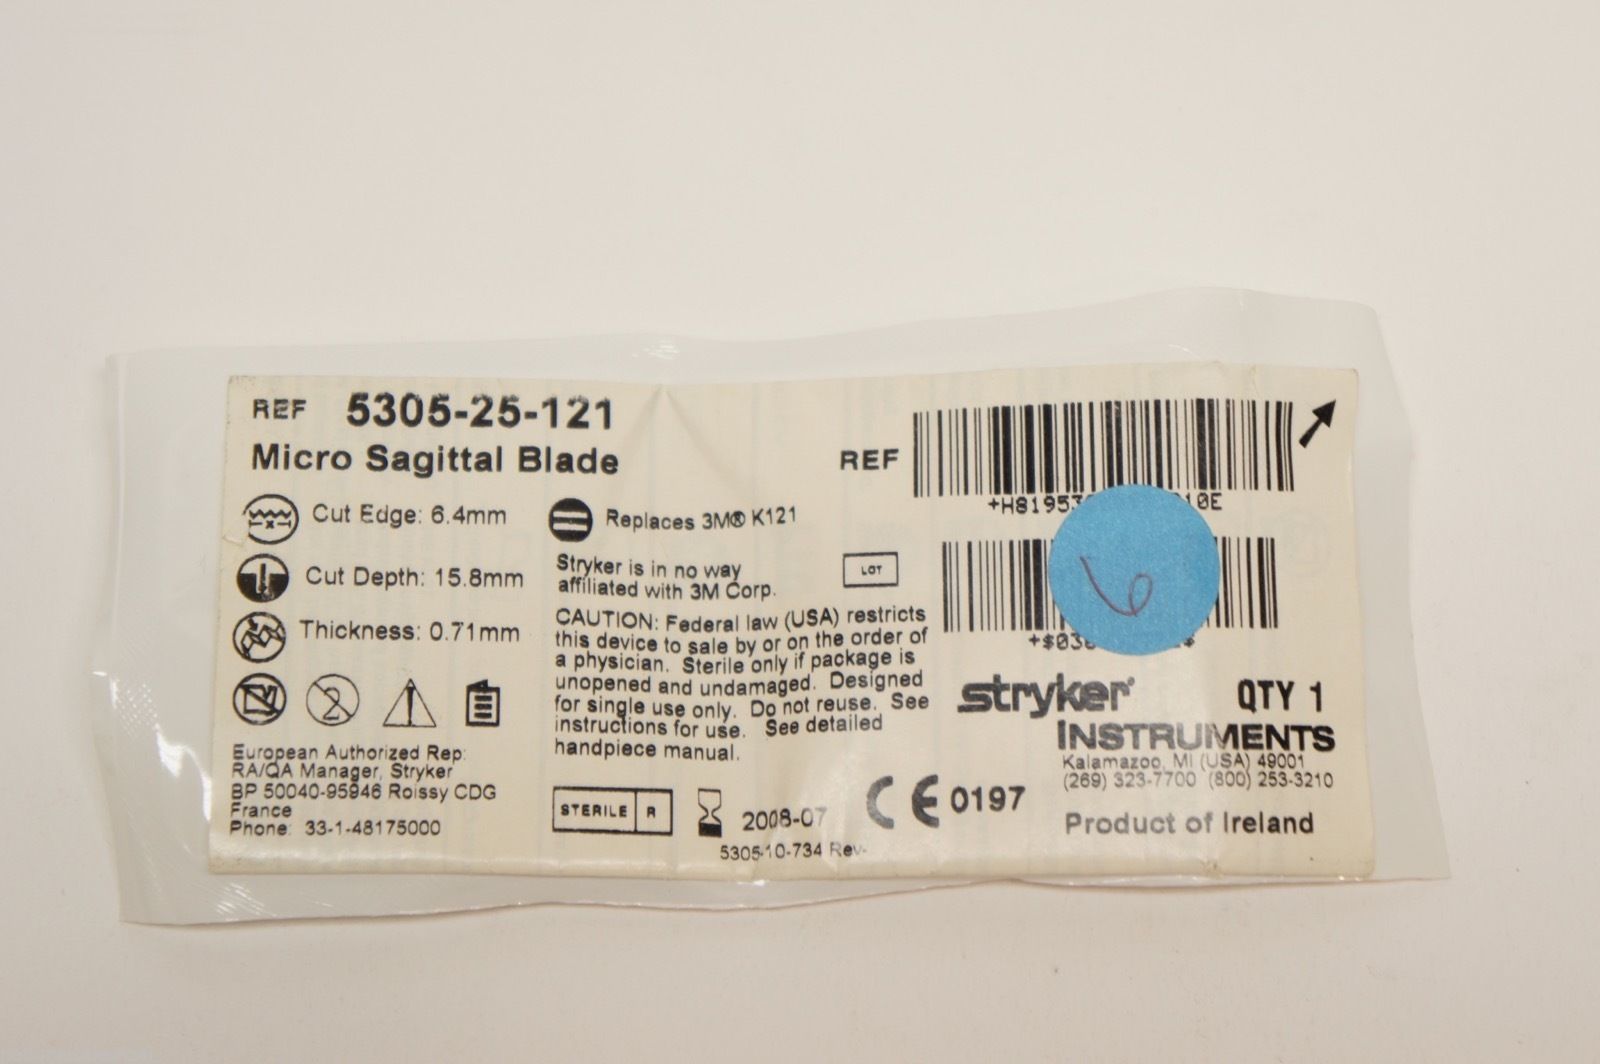 REF 5305-25-121
Micro Sagittal Blade
Cut Edge: 6.4mm
Cut Depth: 15.8mm
Thickness: 0.71mm
2
European Authorized Rep:
RA/QA Manager, Stryker
BP 50040-95946 Roissy CDG
France
Phone: 33-1-48175000
Replaces 3M® K121
Stryker is in no way
affiliated with 3M Corp.
LOT
CAUTION: Federal law (USA) restricts
this device to sale by or on the order of
a physician. Sterile only if package is
unopened and undamaged. Designed
for single use only. Do not reuse. See
instructions for use. See detailed
handpiece manual.
STERILE R
2008-07
5305-10-734 Rev-
CE 0197
REF
6
stryker®
QTY 1
INSTRUMENTS
Kalamazoo, MI (USA) 49001
(269) 323-7700 (800) 253-3210
Product of Ireland